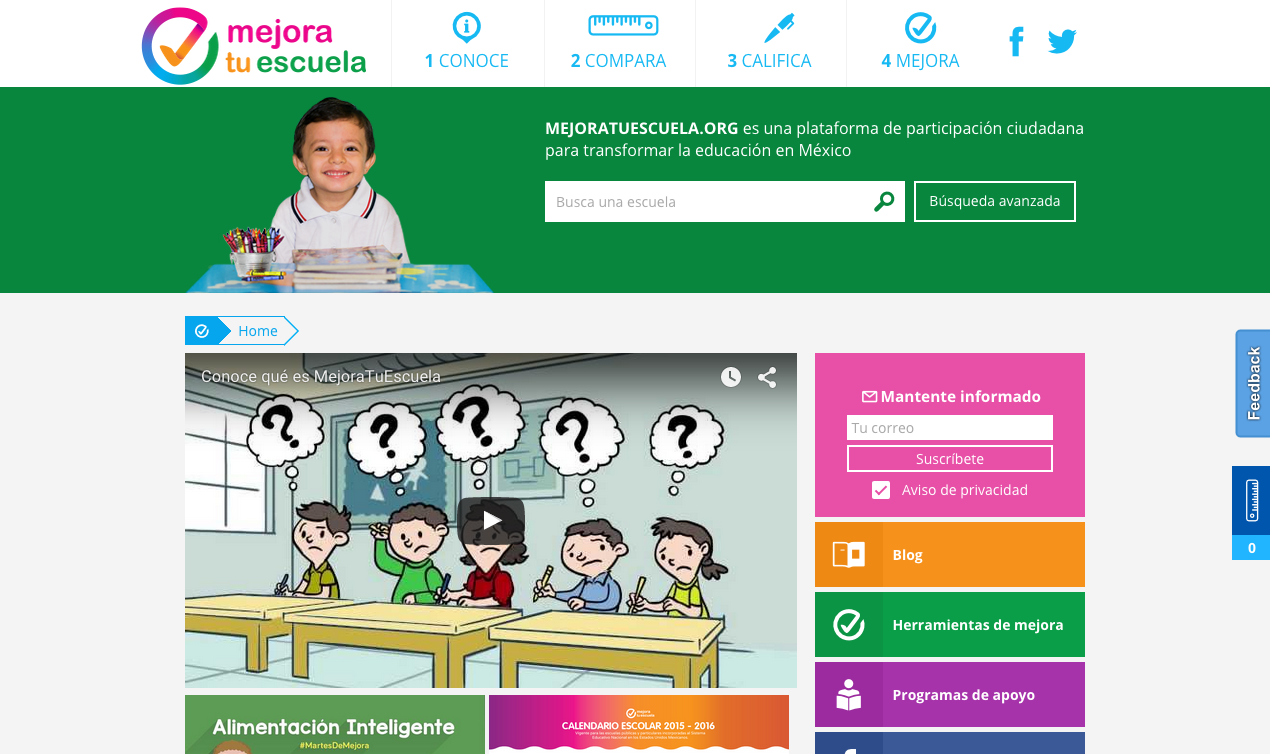 mejora
tu escuela
1 CONOCE
2 COMPARA
3 CALIFICA
4 MEJORA
MEJORATUESCUELA.ORG es una plataforma de participación ciudadana
para transformar la educación en México
Busca una escuela
Búsqueda avanzada
Home
Conoce qué es MejoraTuEscuela
? ? ? ? ?
Mantente informado
Tu correo
Suscríbete
Aviso de privacidad
Blog
Herramientas de mejora
Programas de apoyo
Feedback
0
Alimentación Inteligente
#MartesDeMejora
mejora
tu escuela
CALENDARIO ESCOLAR 2015 - 2016